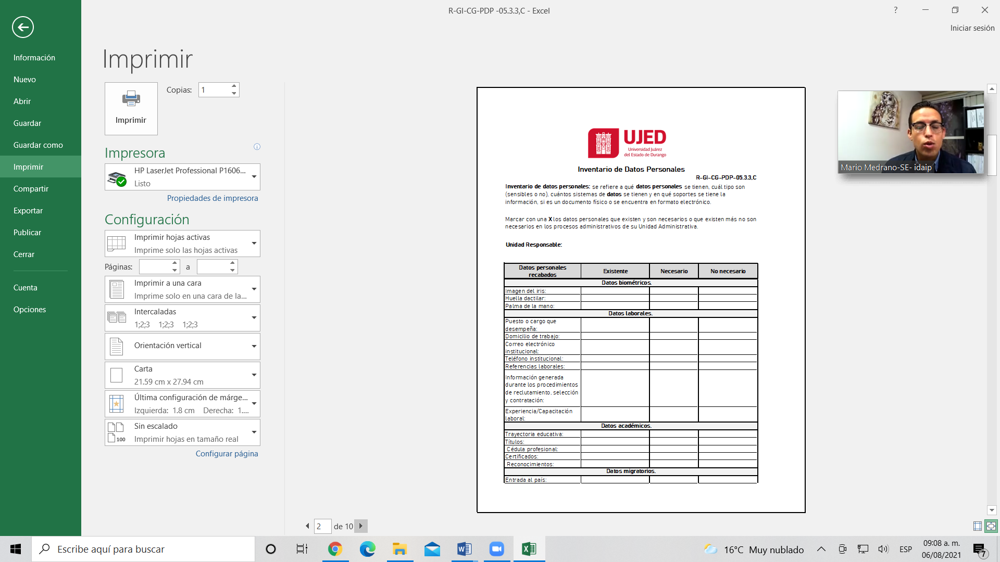 R-GI-CG-PDP -05.3.3,C - Excel
?
Iniciar sesión
Información
Nuevo
Abrir
Guardar
Guardar como
Imprimir
Compartir
Exportar
Publicar
Cerrar
Cuenta
Opciones
Imprimir
Imprimir
Copias: 1
Impresora
HP LaserJet Professional P1606...
Listo
Propiedades de impresora
Configuración
Imprimir hojas activas
Imprime solo las hojas activas
Páginas: a
Imprimir a una cara
Imprime solo en una cara de la...
Intercaladas
1;2;3 1;2;3 1;2;3
Orientación vertical
Carta
21.59 cm x 27.94 cm
Última configuración de márge...
Izquierda: 1.8 cm Derecha: 1....
Sin escalado
100 Imprimir hojas en tamaño real
Configurar página
UJED
Universidad Juárez
del Estado de Durango
Inventario de Datos Personales
R-GI-CG-PDP-05.3.3,C
Inventario de datos personales: se refiere a qué datos personales se tienen, cuál tipo son
(sensibles o no), cuántos sistemas de datos se tienen y en qué soportes se tiene la
información, si es un documento físico o se encuentra en formato electrónico.
Marcar con una X los datos personales que existen y son necesarios o que existen más no son
necesarios en los procesos administrativos de su Unidad Administrativa.
Unidad Responsable:
Datos personales
recabados
Existente Necesario No necesario
Datos biométricos.
Imagen del iris:
Huella dactilar:
Palma de la mano:
Datos laborales.
Puesto o cargo que
desempeña:
Domicilio de trabajo:
Correo electrónico
institucional:
Teléfono institucional:
Referencias laborales:
Información generada
durante los procedimientos
de reclutamiento, selección
y contratación:
Experiencia/Capacitación
laboral:
Datos académicos.
Trayectoria educativa:
Títulos:
Cédula profesional:
Certificados:
Reconocimientos:
Datos migratorios.
Entrada al país:
Mario Medrano-SE- idaip
2 de 10
Escribe aquí para buscar
16°C Muy nublado
ESP
09:08 a. m.
06/08/2021
7